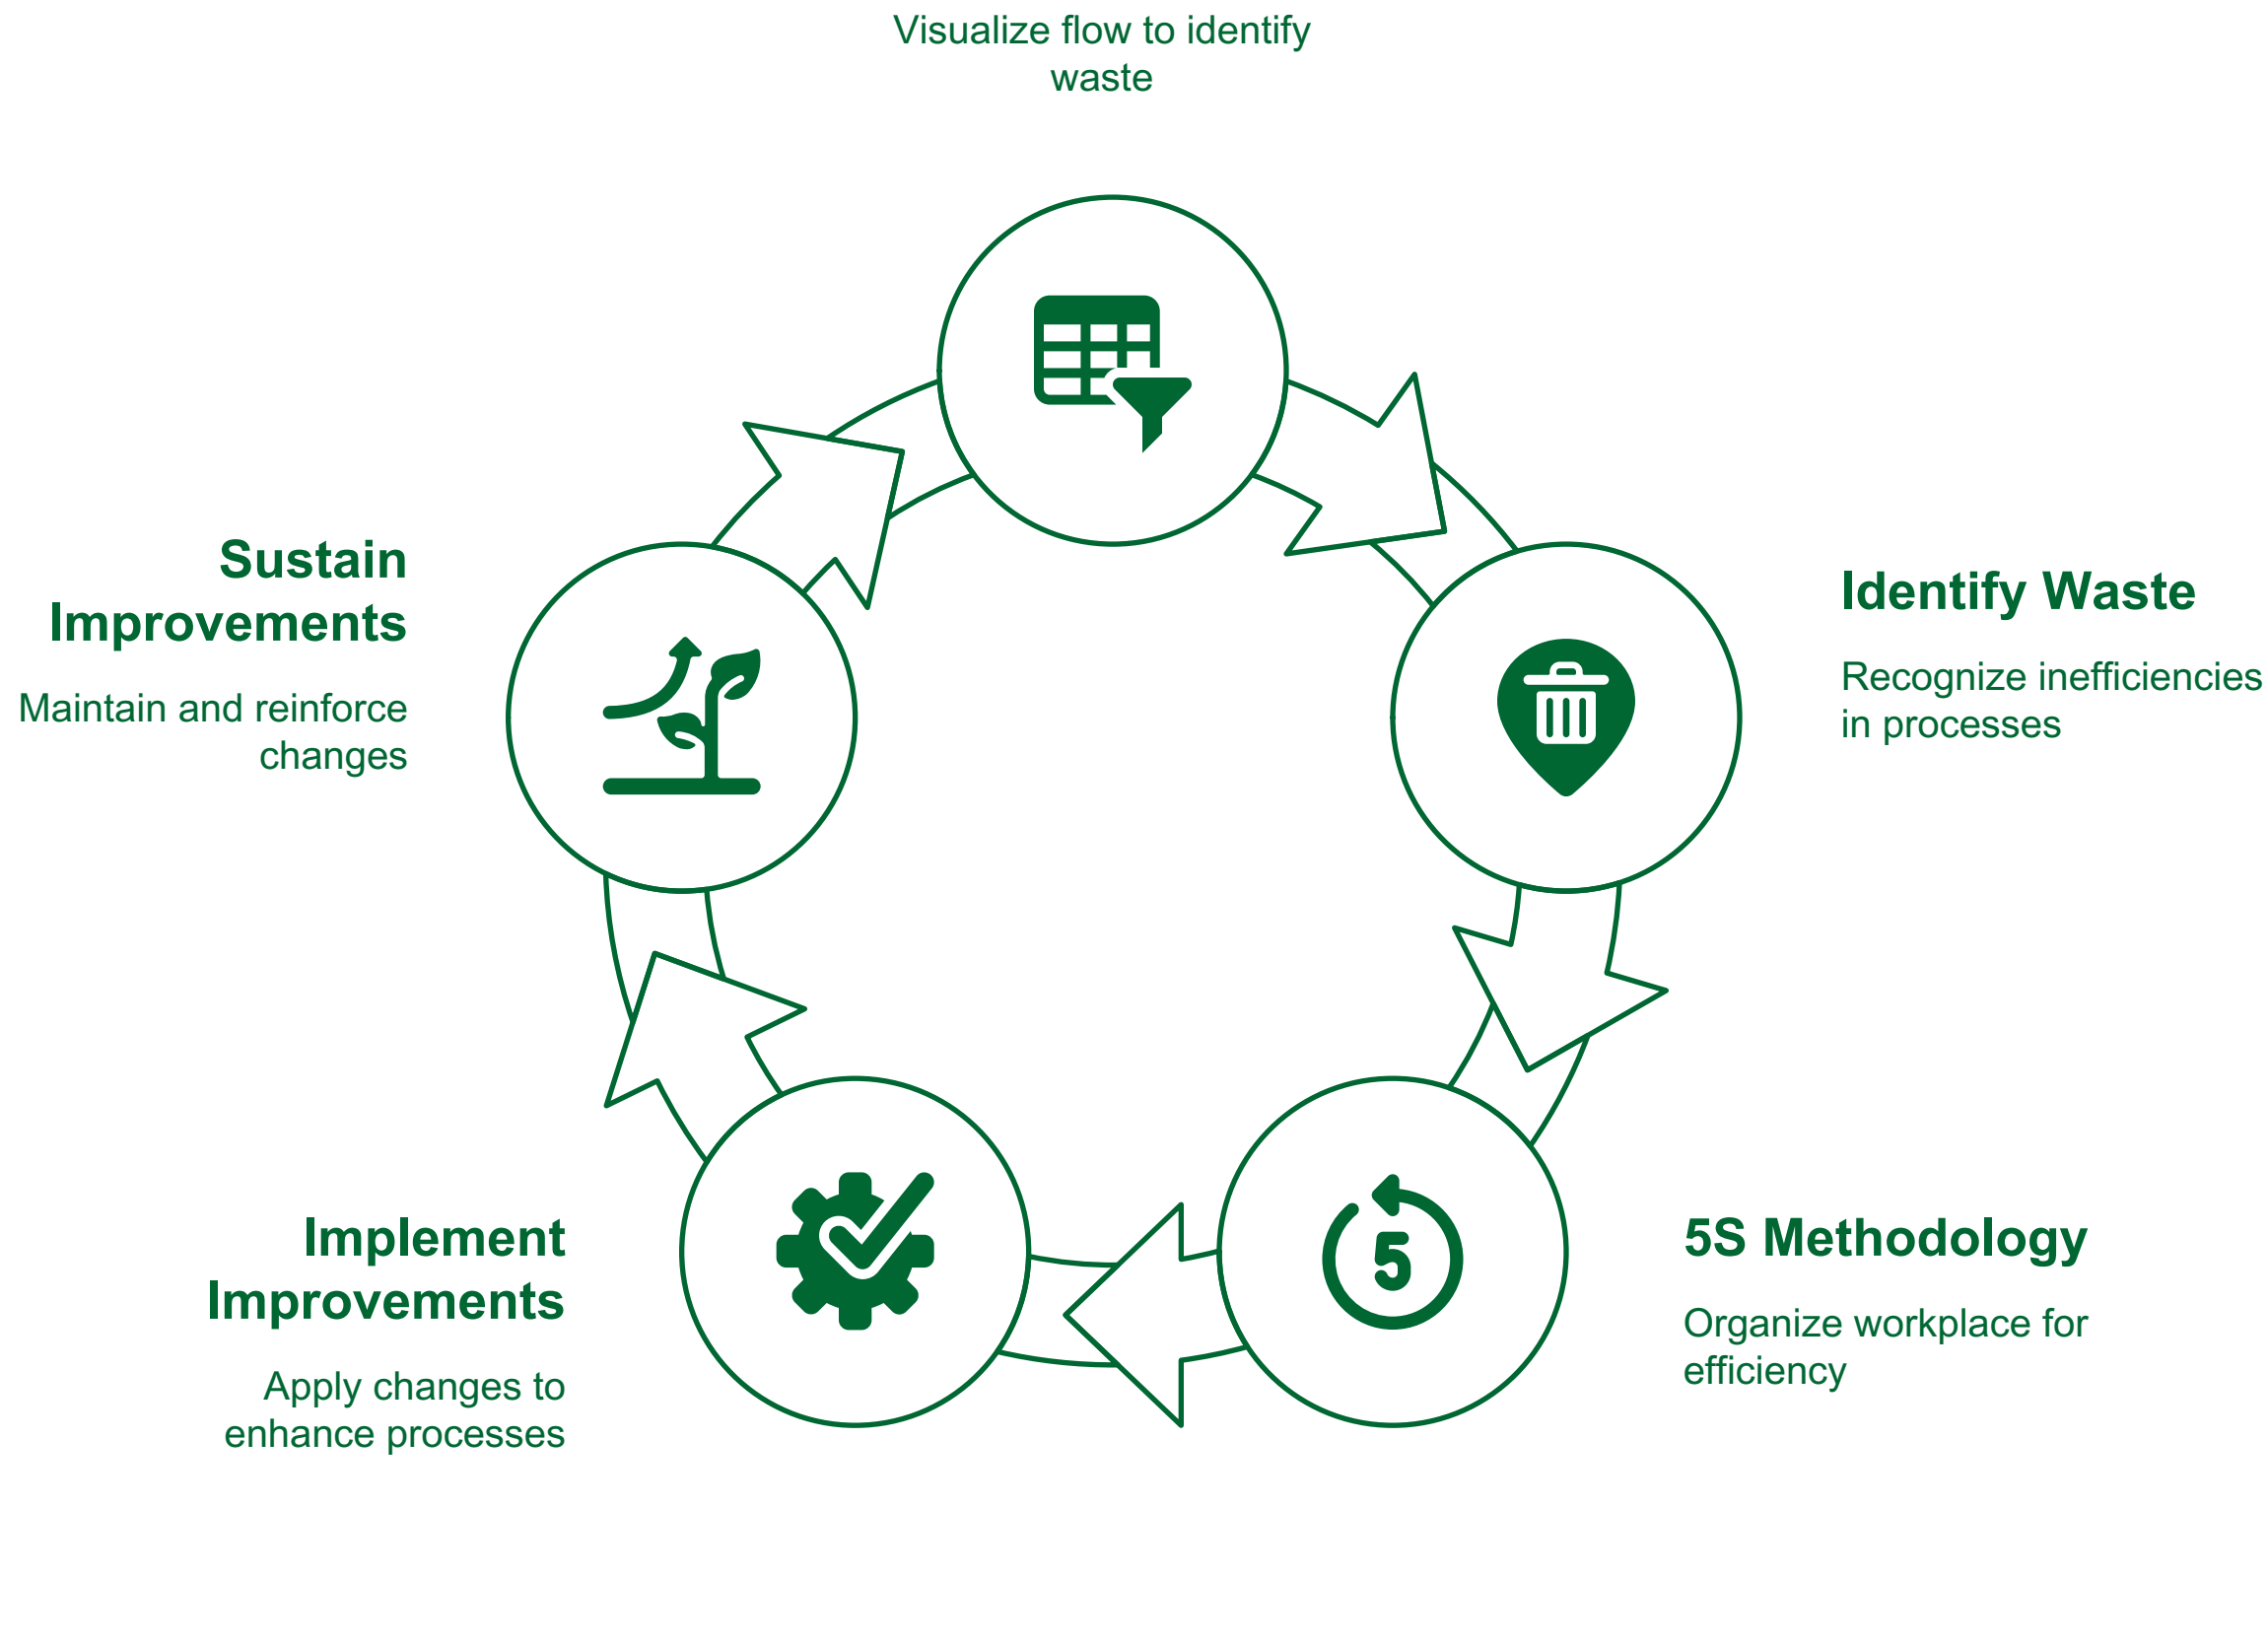 Visualize flow to identify
waste
Identify Waste
Recognize inefficiencies
in processes
5S Methodology
Organize workplace for
efficiency
5
Implement
Improvements
Apply changes to
enhance processes
Sustain
Improvements
Maintain and reinforce
changes